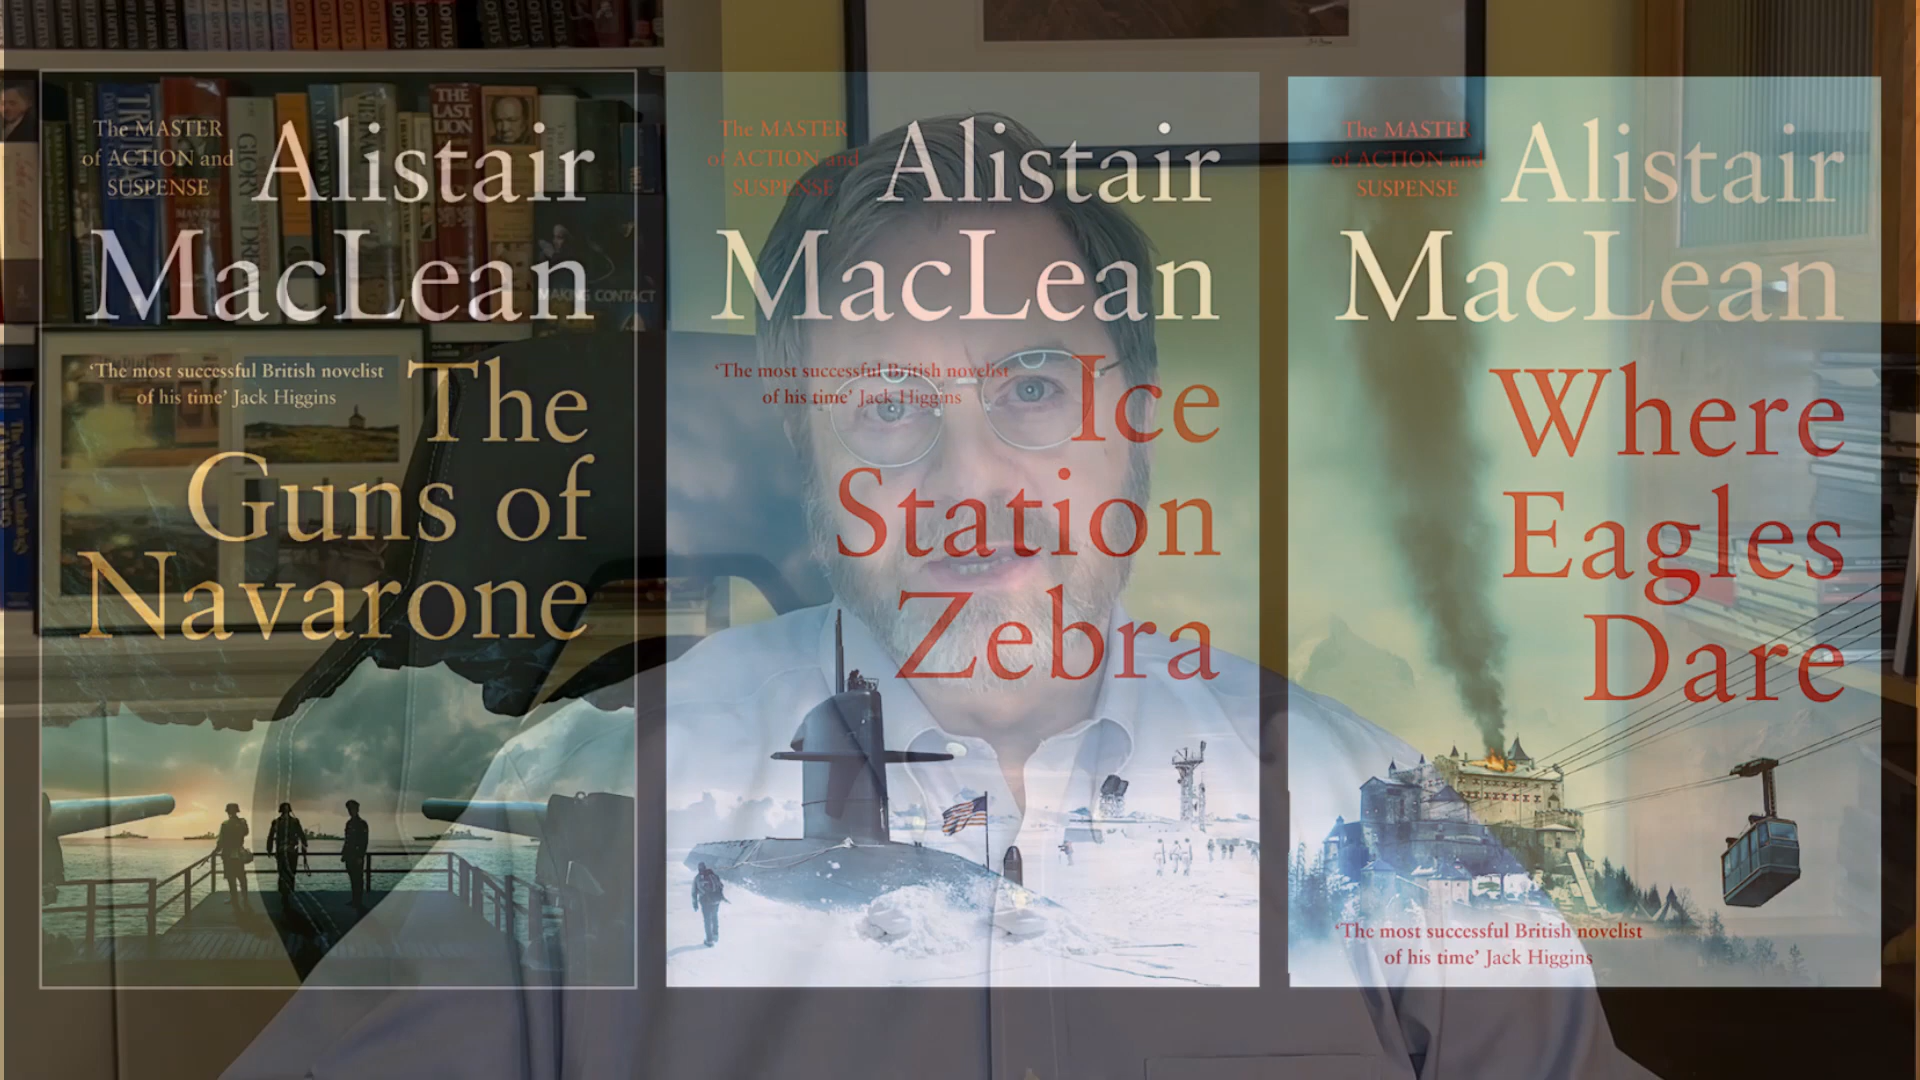 LOFTUS
LOFTUS
LOFTUS
The MASTER
of ACTION and
SUSPENSE
Alistair
MacLean
'The most successful British novelist
of his time' Jack Higgins
The
Guns of
Navarone
THE
LAST
LION
MAKING CONTACT
The MASTER
of ACTION and
SUSPENSE
Alistair
MacLean
'The most successful British novelist
of his time' Jack Higgins
Ice
Station
Zebra
The MASTER
of ACTION and
SUSPENSE
Alistair
MacLean
Where
Eagles
Dare
'The most successful British novelist
of his time' Jack Higgins